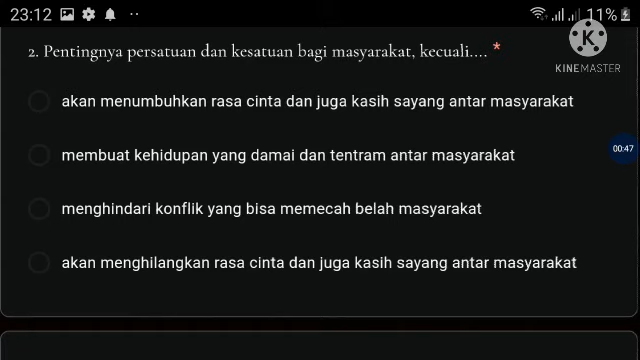 23:12 11%
2. Pentingnya persatuan dan kesatuan bagi masyarakat, kecuali.... *
KINEMASTER
akan menumbuhkan rasa cinta dan juga kasih sayang antar masyarakat
membuat kehidupan yang damai dan tentram antar masyarakat
00:47
menghindari konflik yang bisa memecah belah masyarakat
akan menghilangkan rasa cinta dan juga kasih sayang antar masyarakat